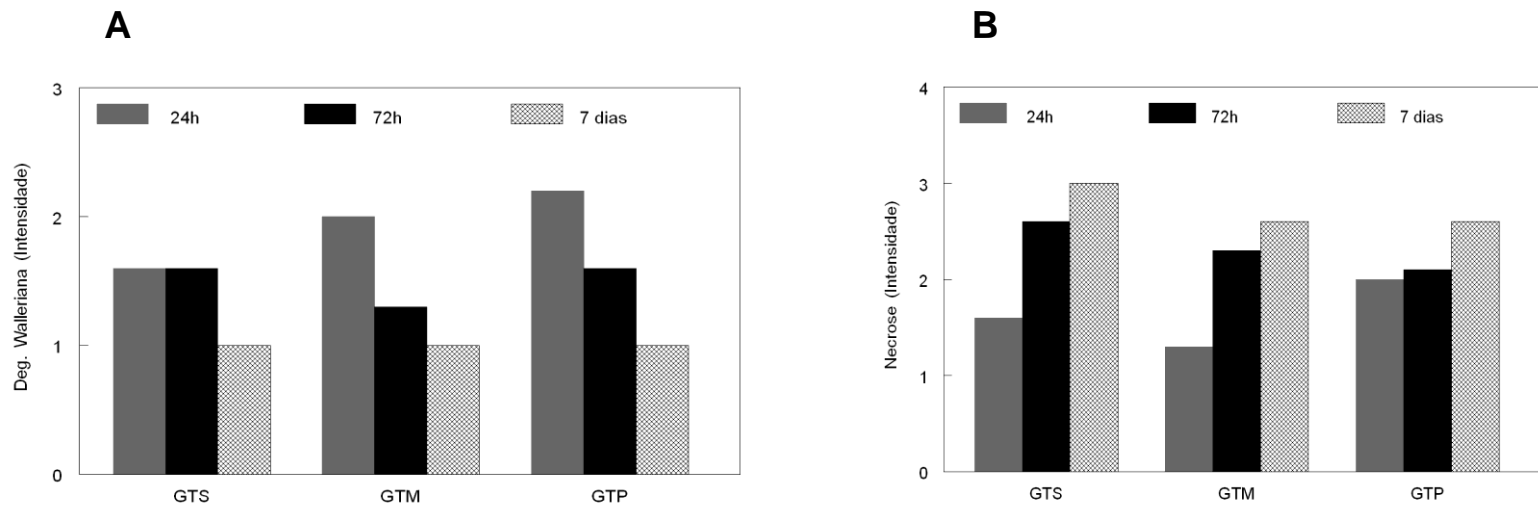 A
Deg. Walleriana (Intensidade)
3
2
1
0
24h 72h 7 dias
GTS GTM GTP
B
Necrose (Intensidade)
4
3
2
1
0
24h 72h 7 dias
GTS GTM GTP